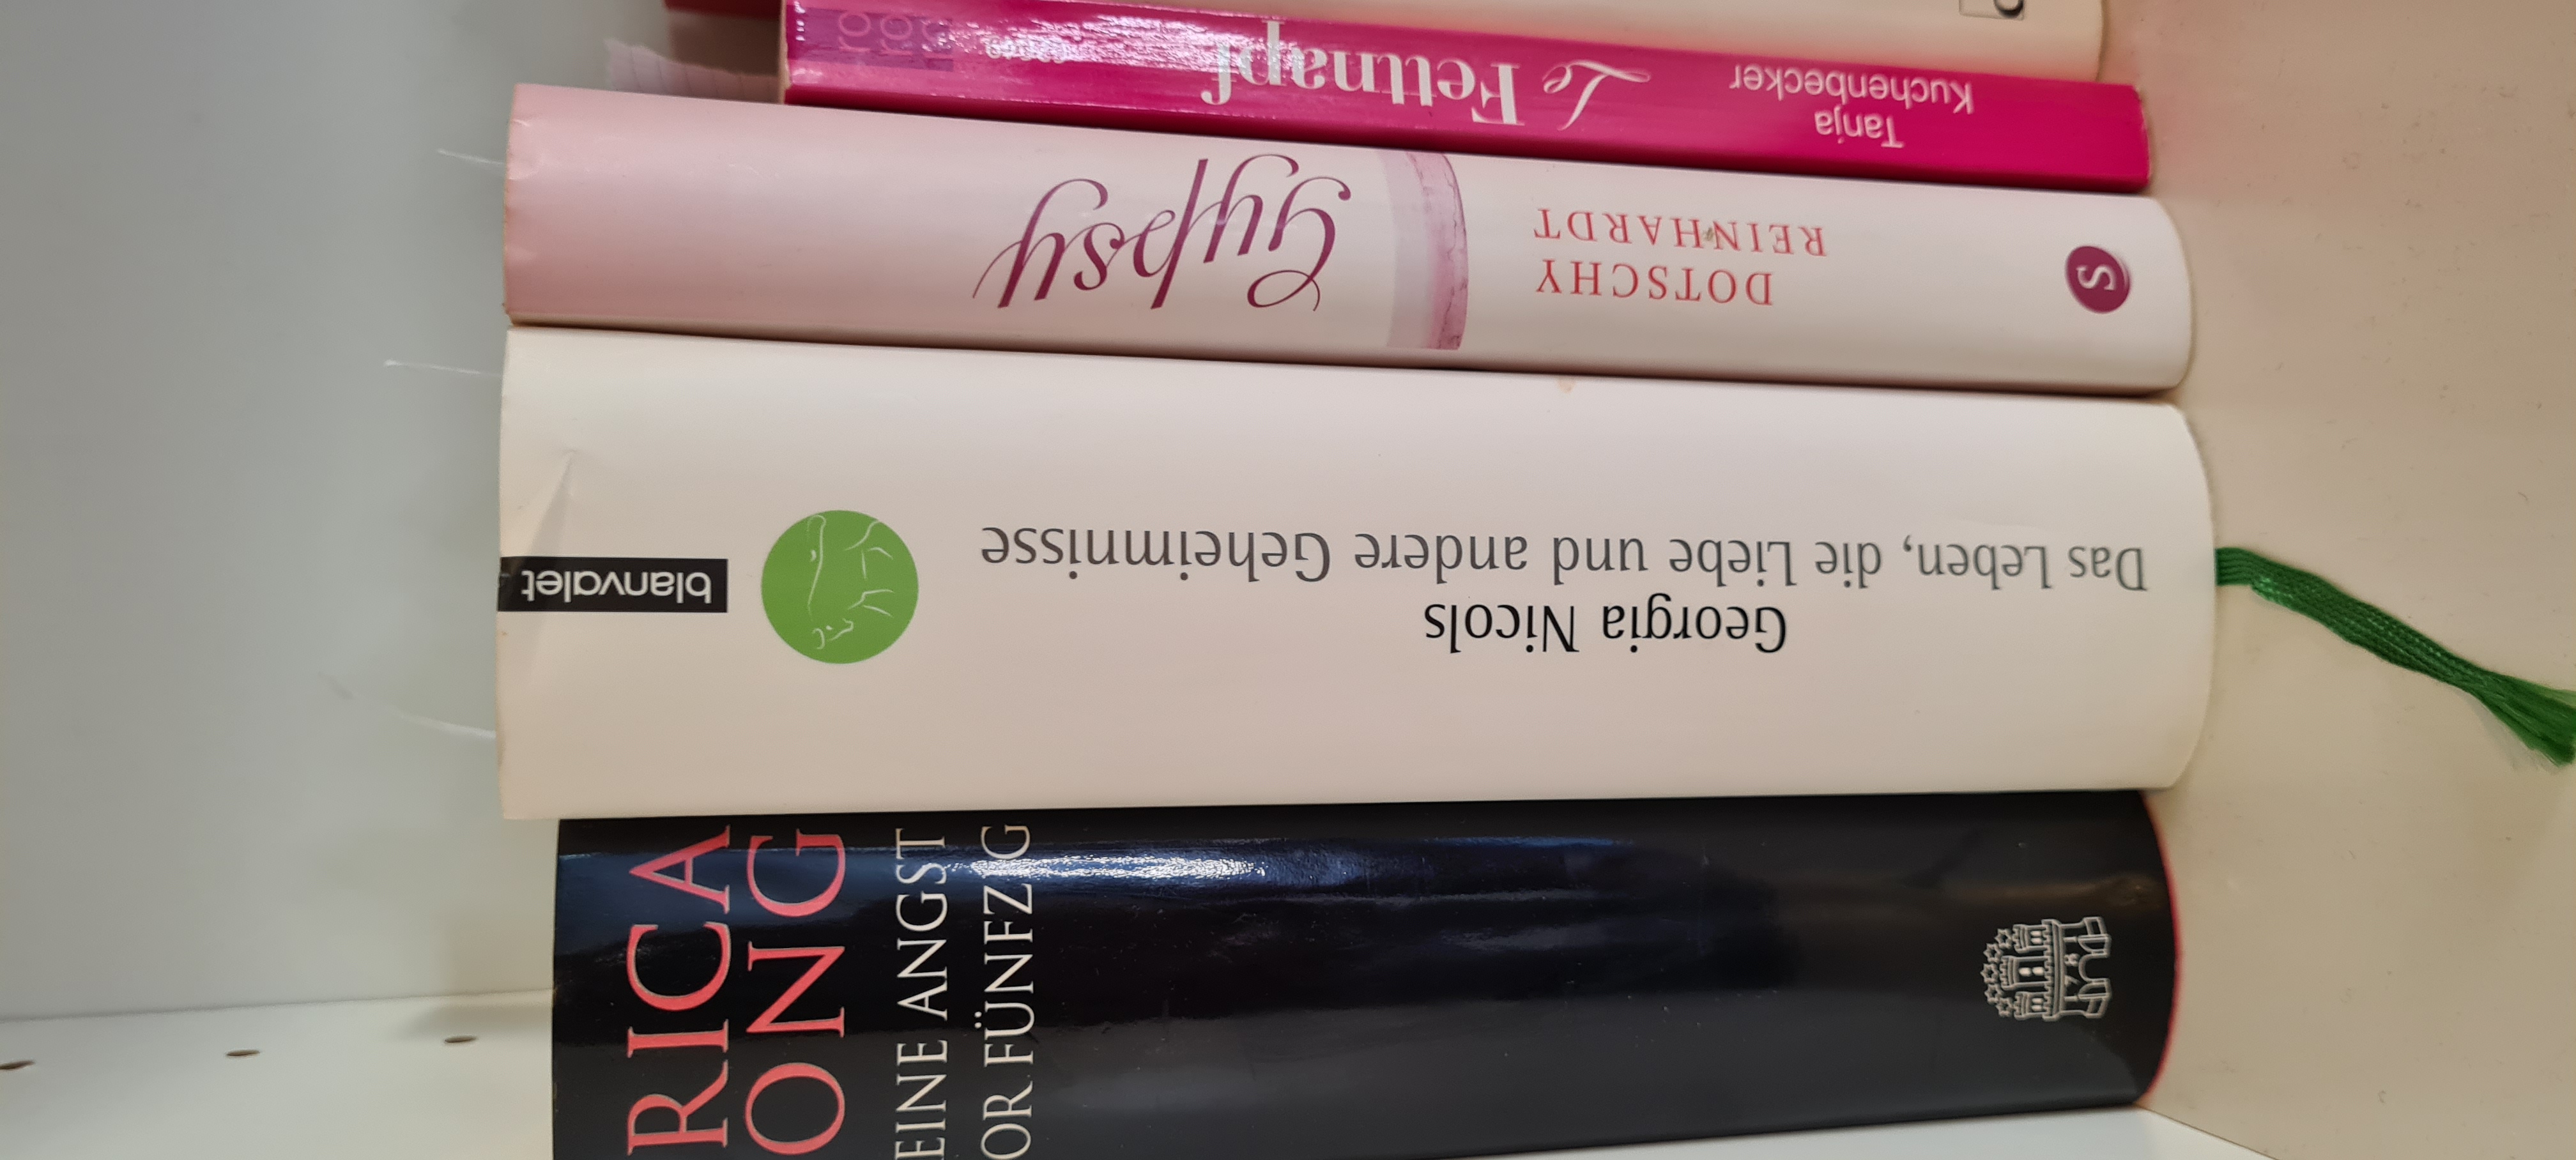 Tanja
Kuchenbecker
Le Fettnapf
DOTSCHY
REINHARDT
Gypsy
S
Georgia Nicols
Das Leben, die Liebe und andere Geheimnisse
blanvalet
RICA
ONG
EINE ANGST
OR FÜNFZIG